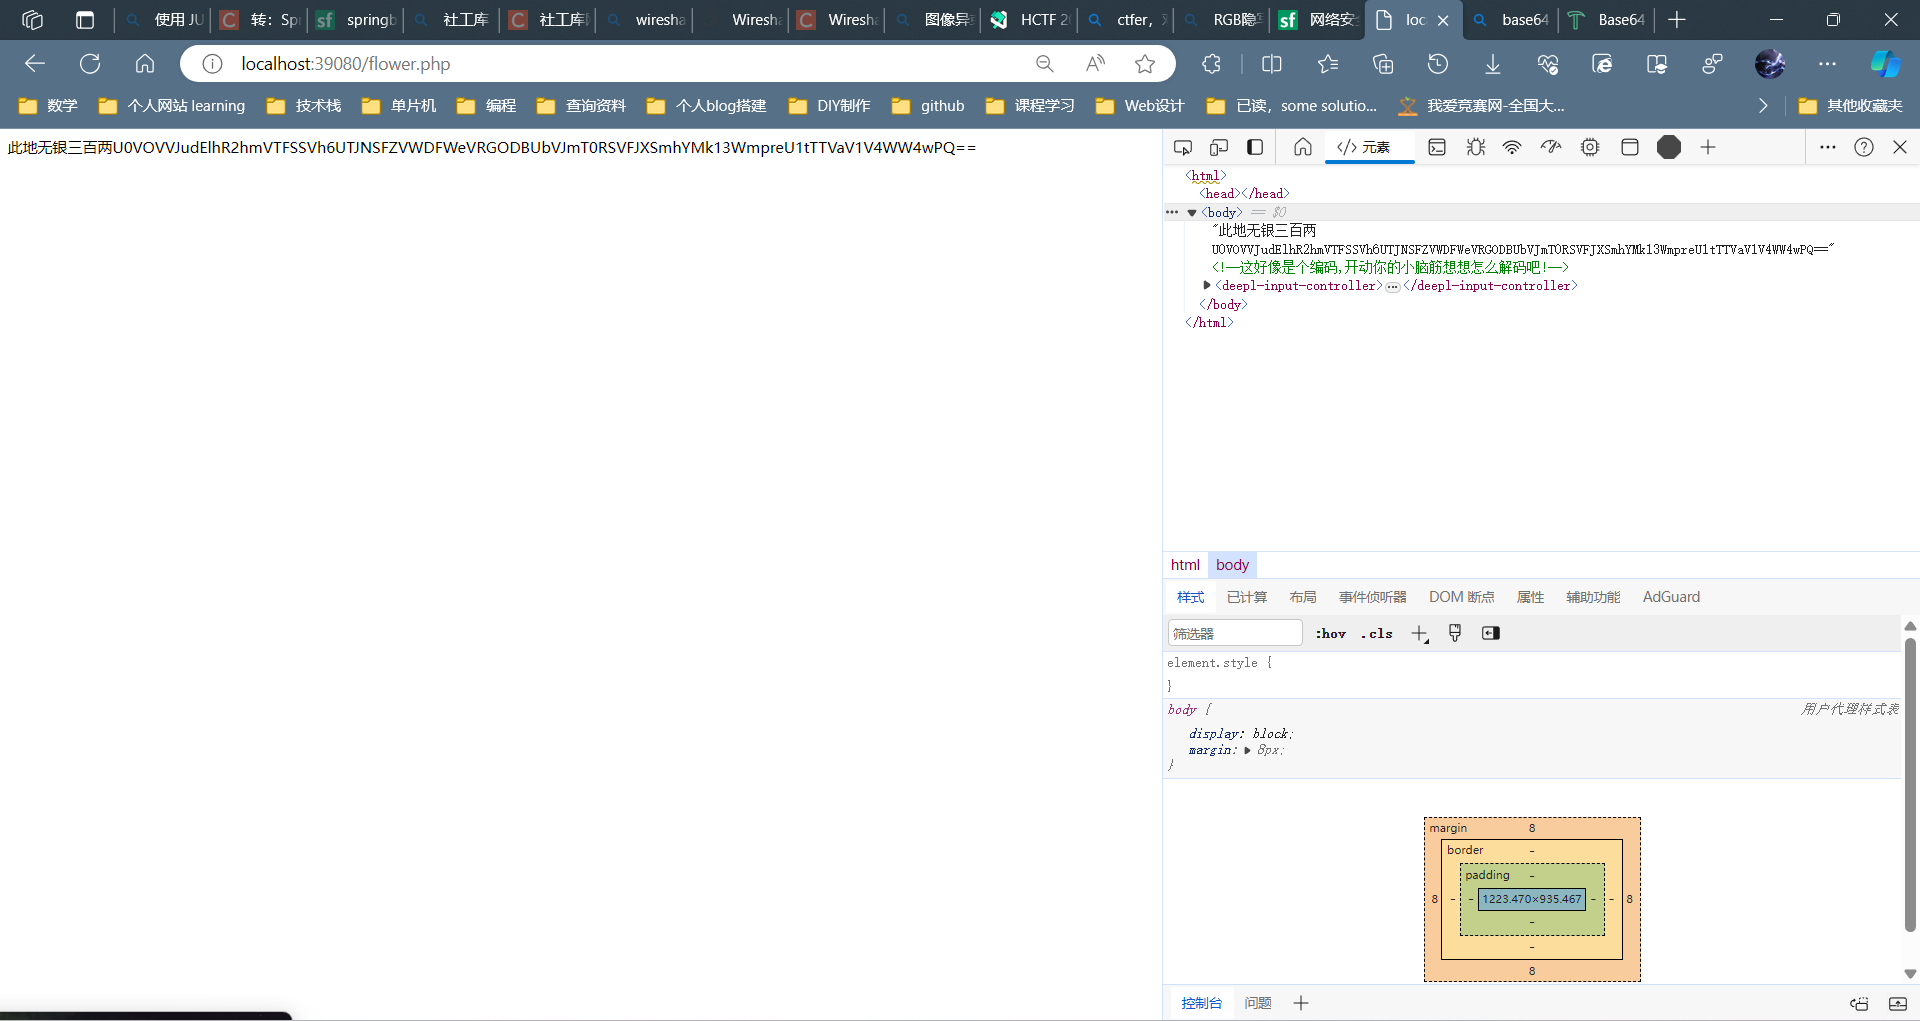 使用 JU
转：Sp
springb
社工库
社工库
wiresha
Wiresha
Wiresha
图像异
HCTF 20
ctfer，
RGB隐
网络安
loc
base64
Base64
localhost:39080/flower.php
数学
个人网站 learning
技术栈
单片机
编程
查询资料
个人blog搭建
DIY制作
github
课程学习
Web设计
已读，some solutio...
我爱竞赛网-全国大...
其他收藏夹
此地无银三百两U0VOVVJudElhR2hmVTFSSVh6UTJNSFZVWDFWeVRGODBUbVJmT0RSVFJXSmhYMk13WmpreU1tTTVaV1V4WW4wPQ==
元素
<html>
<head></head>
<body> == $0
"此地无银三百两
U0VOVVJudElhR2hmVTFSSVh6UTJNSFZVWDFWeVRGODBUbVJmT0RSVFJXSmhYMk13WmpreU1tTTVaV1V4WW4wPQ=="
<!--这好像是个编码,开动你的小脑筋想想怎么解码吧!-->
<deepl-input-controller>…</deepl-input-controller>
</body>
</html>
html body
样式 已计算 布局 事件侦听器 DOM 断点 属性 辅助功能 AdGuard
筛选器 :hov .cls
element.style {
}
body { 用户代理样式表
display: block;
margin: 8px;
}
margin 8
border -
padding -
8 - - 1223.470×935.467 - - 8
-
-
8
控制台 问题